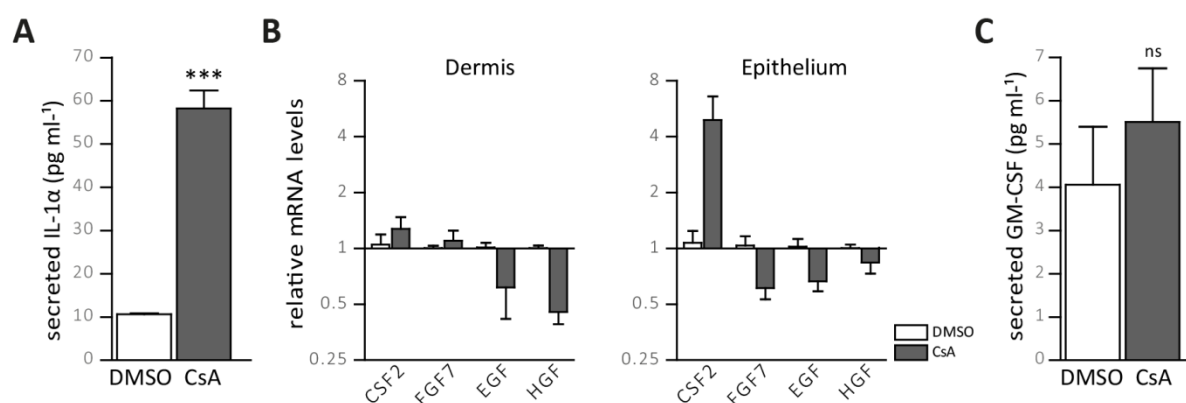 A
secreted IL-1α (pg ml-¹)
70
60
50
40
30
20
10
0
***
DMSO CsA
B
relative mRNA levels
Dermis
8
4
2
1
0.5
0.25
CSF2 FGF7 EGF HGF
Epithelium
8
4
2
1
0.5
0.25
CSF2 FGF7 EGF HGF
DMSO
CsA
C
secreted GM-CSF (pg ml-¹)
7
6
5
4
3
2
1
0
ns
DMSO CsA